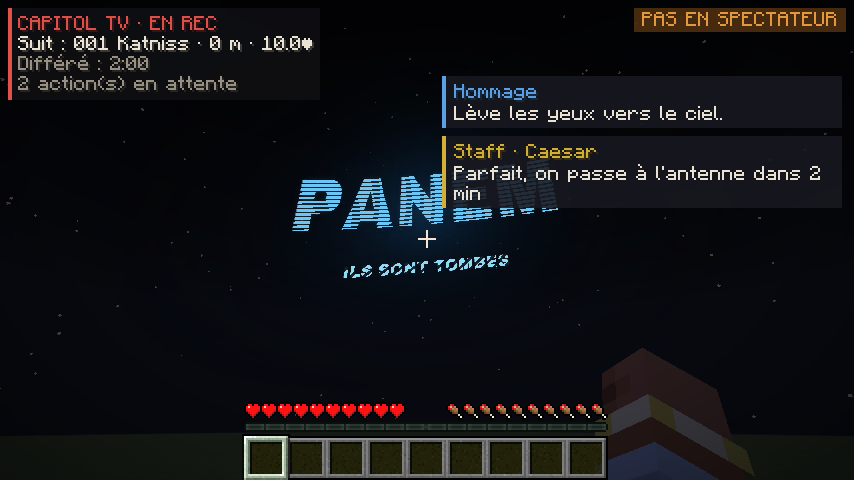 CAPITOL TV · EN REC
Suit : 001 Katniss · 0 m · 10.0♥
Différé : 2:00
2 action(s) en attente
PAS EN SPECTATEUR
Hommage
Lève les yeux vers le ciel.
Staff · Caesar
Parfait, on passe à l'antenne dans 2
min
PANEM
ILS SONT TOMBÉS